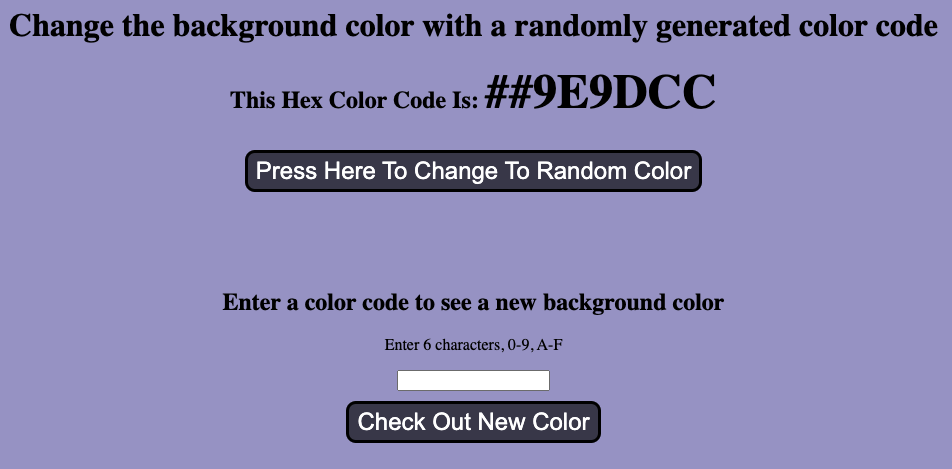 Change the background color with a randomly generated color code
This Hex Color Code Is: ##9E9DCC
Press Here To Change To Random Color
Enter a color code to see a new background color
Enter 6 characters, 0-9, A-F
Check Out New Color